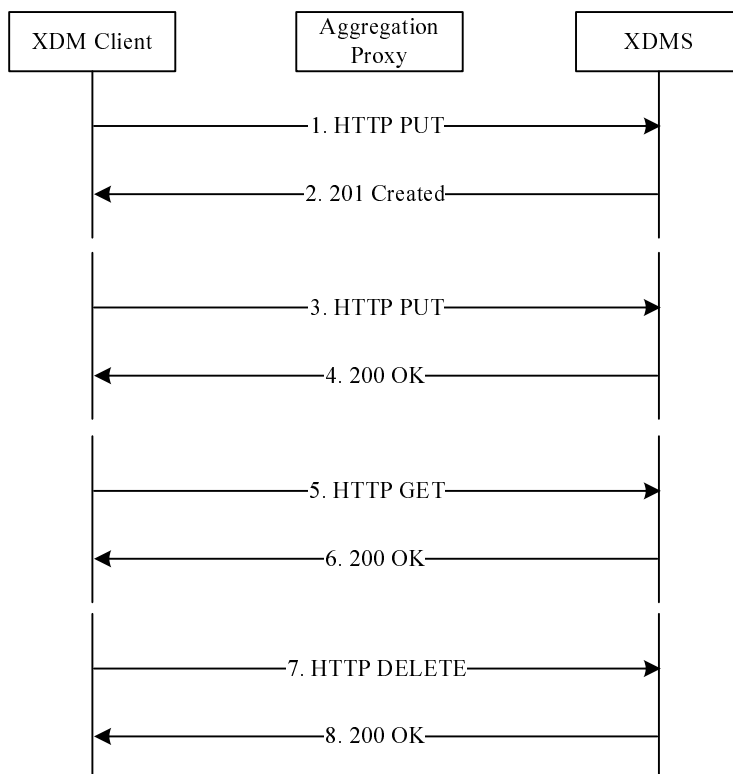 XDM Client
Aggregation
Proxy
XDMS
1. HTTP PUT
2. 201 Created
3. HTTP PUT
4. 200 OK
5. HTTP GET
6. 200 OK
7. HTTP DELETE
8. 200 OK